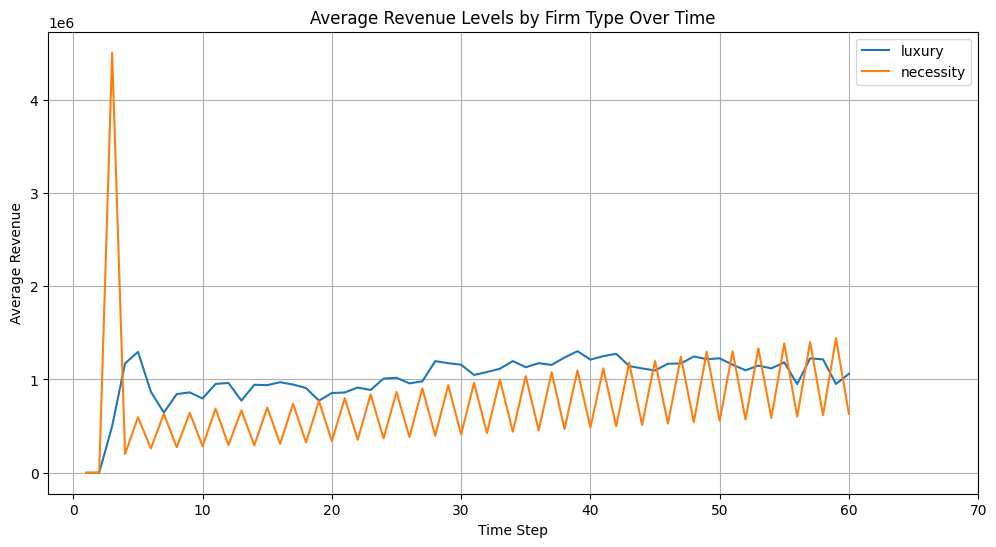 Average Revenue Levels by Firm Type Over Time
1e6
luxury
necessity
4
3
2
1
0
Average Revenue
0 10 20 30 40 50 60 70
Time Step